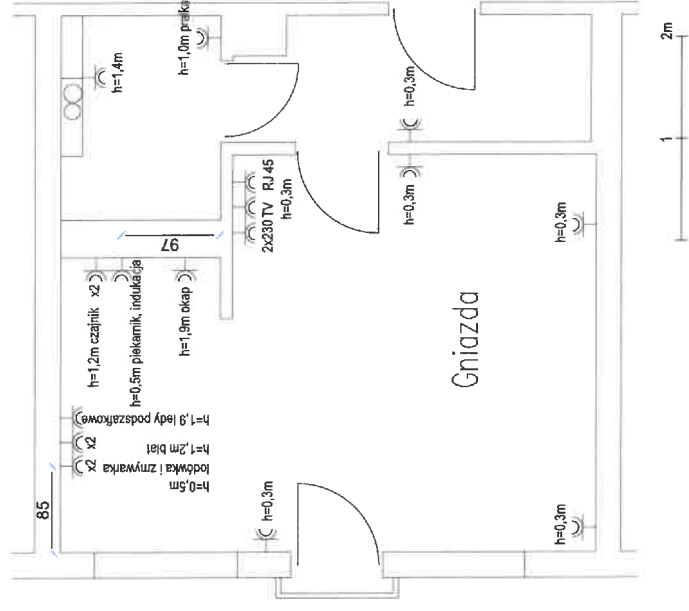 h=1,0m pralka
h=1,4m
2m
1
h=0,3m
h=0,3m
2x230 TV RJ 45
h=0,3m
97
h=0,3m
h=1,2m czajnik x2
h=0,5m piekarnik, indukacja
h=1,9m okap
Gniazda
h=1,9 ledy podszafkowe
x2
h=1,2m blat
x2
lodówka i zmywarka
h=0,5m
85
h=0,3m
h=0,3m